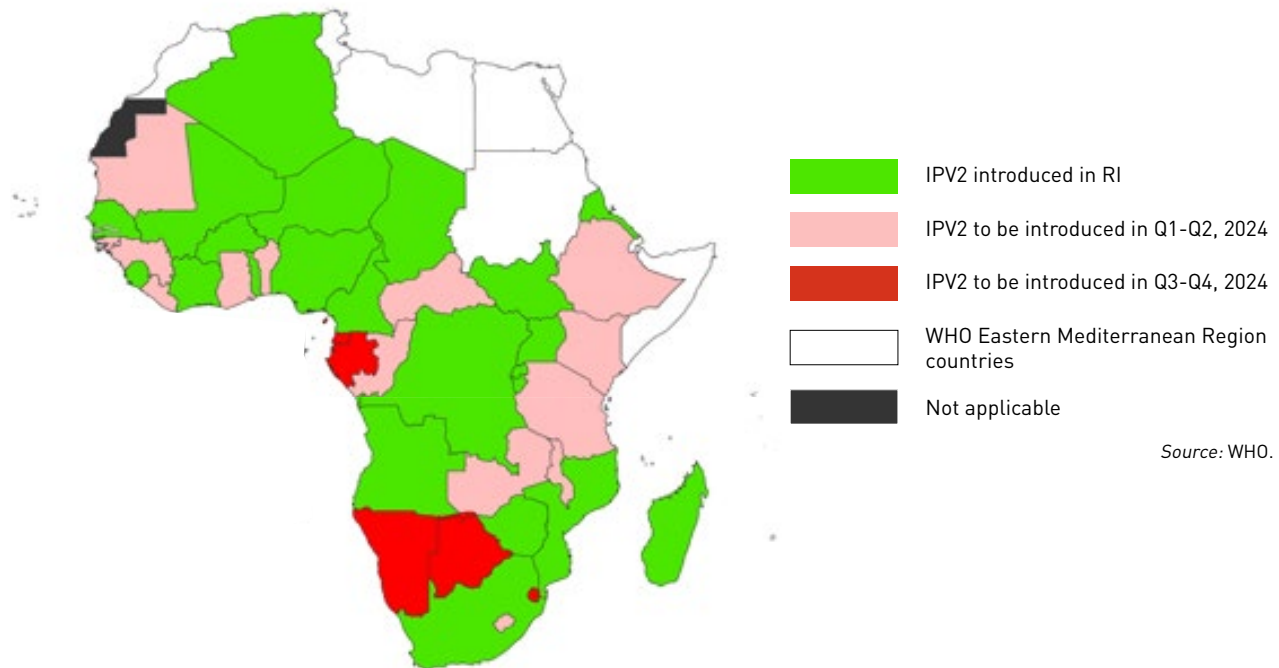 IPV2 introduced in RI
IPV2 to be introduced in Q1-Q2, 2024
IPV2 to be introduced in Q3-Q4, 2024
WHO Eastern Mediterranean Region
countries
Not applicable
Source: WHO.